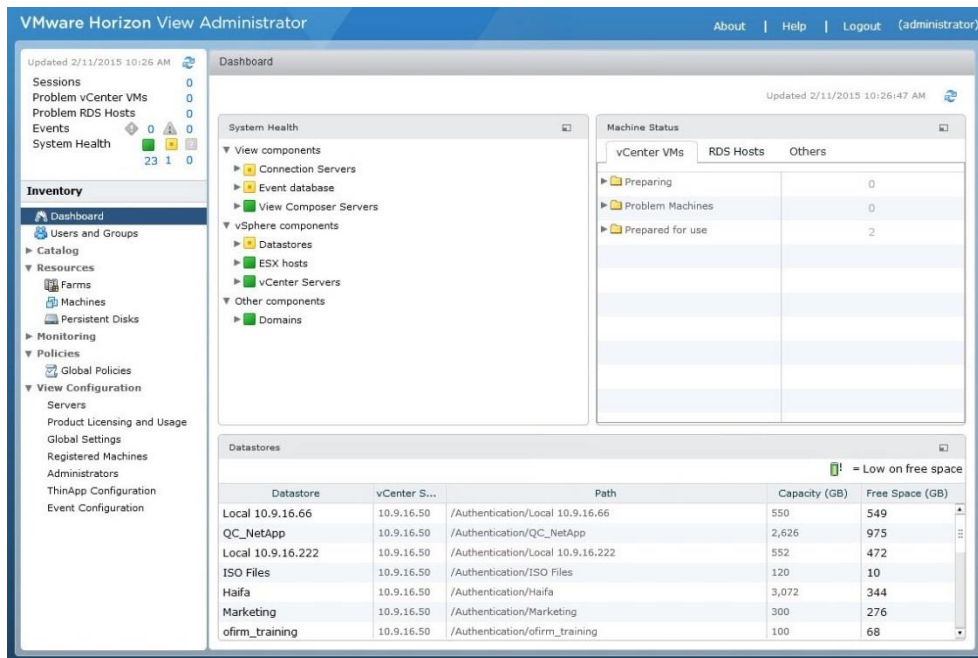 VMware Horizon View Administrator
About | Help | Logout (administrator)
Updated 2/11/2015 10:26 AM
Sessions 0
Problem vCenter VMs 0
Problem RDS Hosts 0
Events 0 0
System Health
23 1 0
Inventory
Dashboard
Users and Groups
Catalog
Resources
Farms
Machines
Persistent Disks
Monitoring
Policies
Global Policies
View Configuration
Servers
Product Licensing and Usage
Global Settings
Registered Machines
Administrators
ThinApp Configuration
Event Configuration
Dashboard
Updated 2/11/2015 10:26:47 AM
System Health
View components
Connection Servers
Event database
View Composer Servers
vSphere components
Datastores
ESX hosts
vCenter Servers
Other components
Domains
Machine Status
vCenter VMs RDS Hosts Others
Preparing 0
Problem Machines 0
Prepared for use 2
Datastores
! = Low on free space
Datastore vCenter S... Path Capacity (GB) Free Space (GB)
Local 10.9.16.66 10.9.16.50 /Authentication/Local 10.9.16.66 550 549
QC_NetApp 10.9.16.50 /Authentication/QC_NetApp 2,626 975
Local 10.9.16.222 10.9.16.50 /Authentication/Local 10.9.16.222 552 472
ISO Files 10.9.16.50 /Authentication/ISO Files 120 10
Haifa 10.9.16.50 /Authentication/Haifa 3,072 344
Marketing 10.9.16.50 /Authentication/Marketing 300 276
ofirm_training 10.9.16.50 /Authentication/ofirm_training 100 68